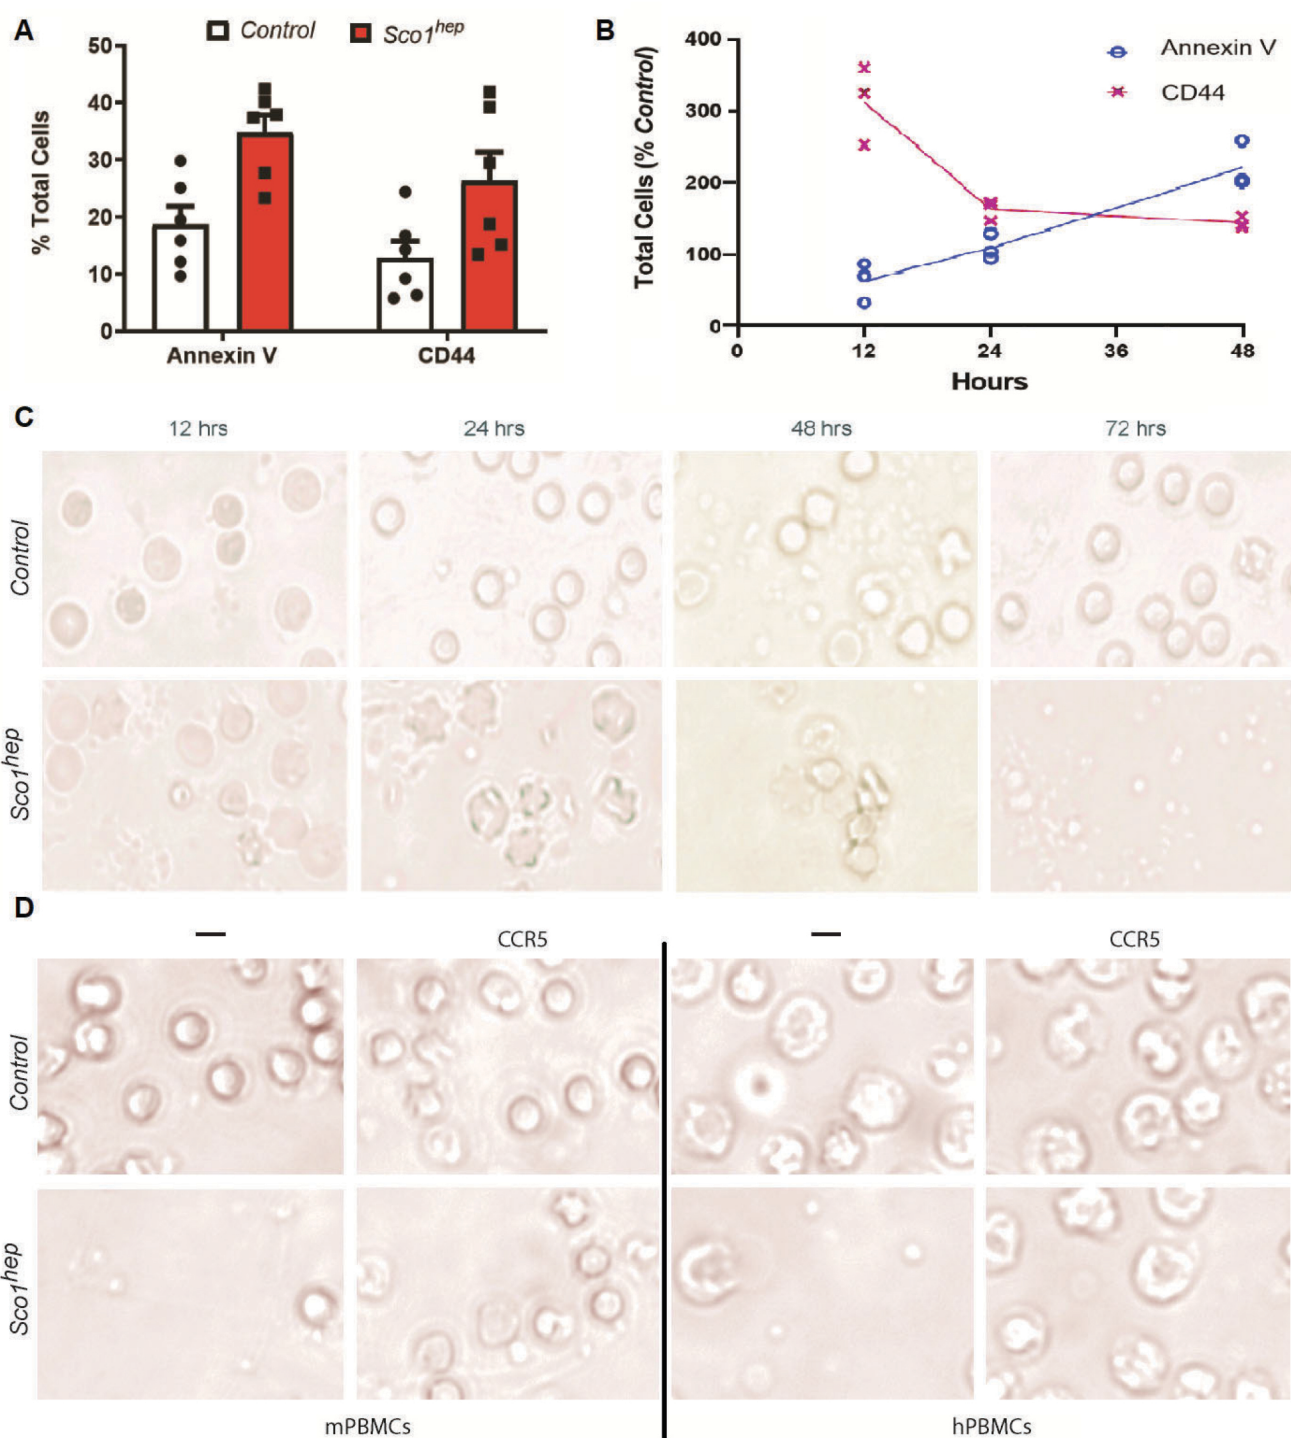 A
Control
Sco1hep
50
40
30
20
10
0
% Total Cells
Annexin V
CD44
B
Annexin V
CD44
400
300
200
100
0
Total Cells (% Control)
0
12
24
36
48
Hours
C
12 hrs
24 hrs
48 hrs
72 hrs
Control
Sco1hep
D
CCR5
CCR5
Control
Sco1hep
mPBMCs
hPBMCs